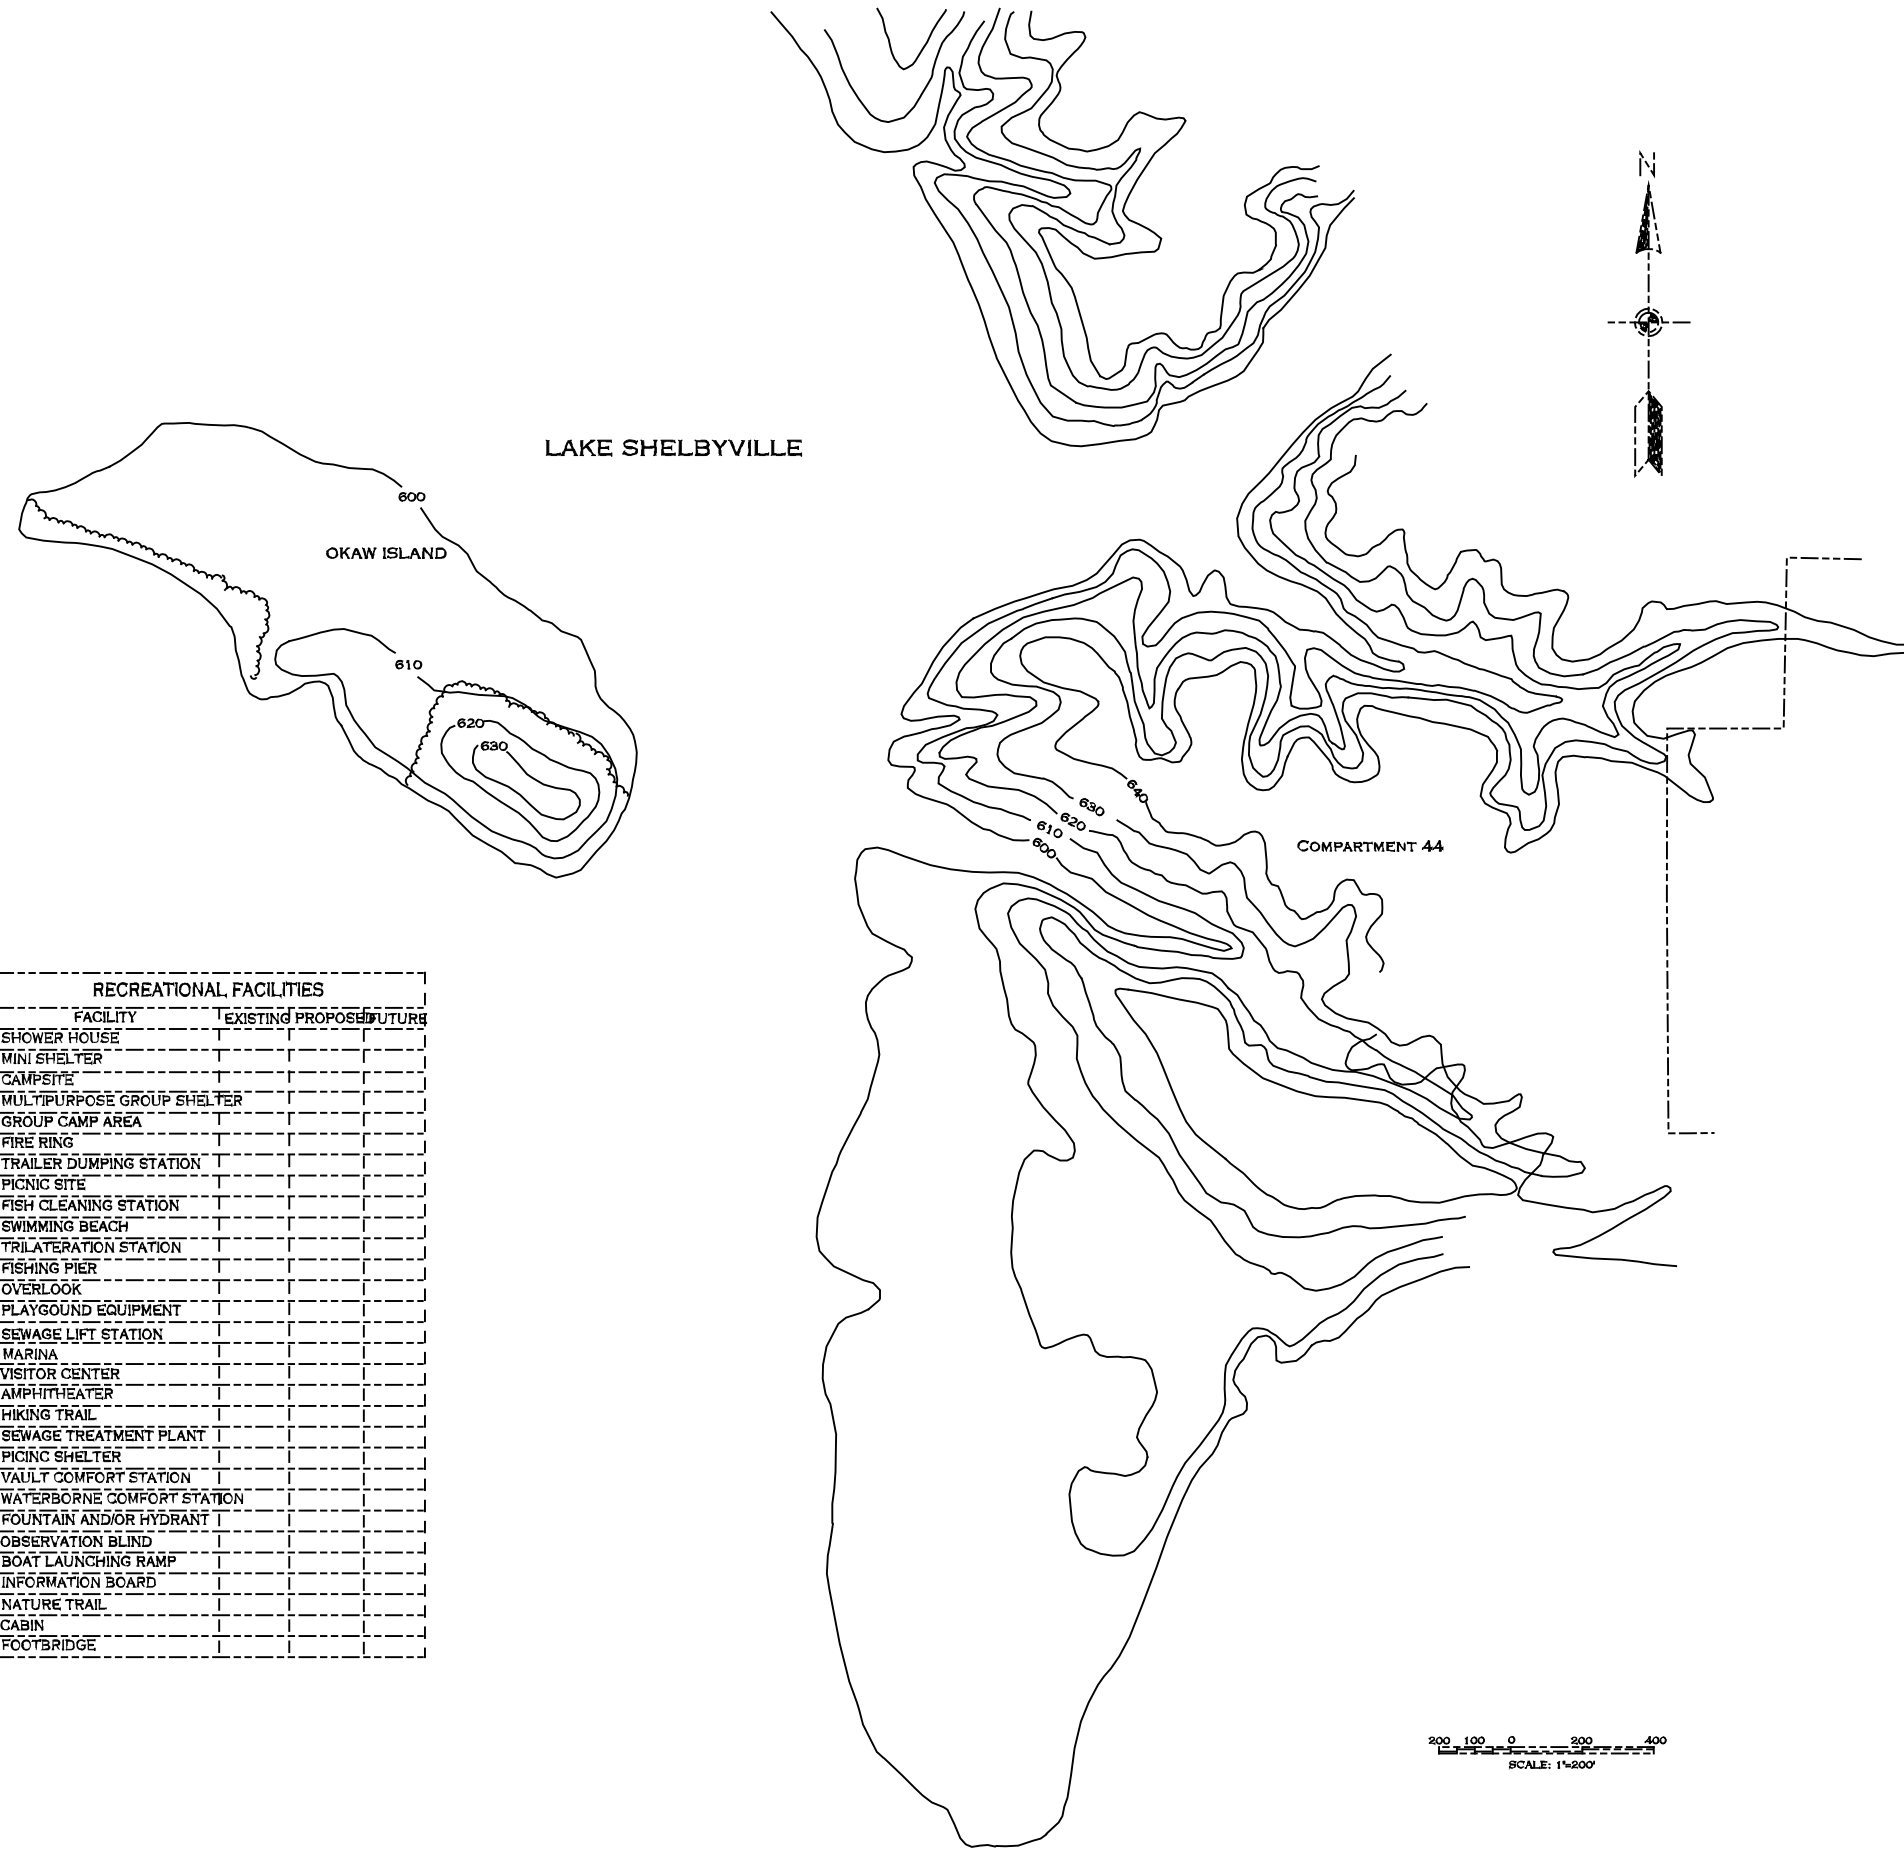 N
LAKE SHELBYVILLE
600
OKAW ISLAND
610
620
630
640
630
620
610
600
COMPARTMENT 44
RECREATIONAL FACILITIES
FACILITY EXISTING PROPOSED FUTURE
SHOWER HOUSE
MINI SHELTER
CAMPSITE
MULTIPURPOSE GROUP SHELTER
GROUP CAMP AREA
FIRE RING
TRAILER DUMPING STATION
PICNIC SITE
FISH CLEANING STATION
SWIMMING BEACH
TRILATERATION STATION
FISHING PIER
OVERLOOK
PLAYGOUND EQUIPMENT
SEWAGE LIFT STATION
MARINA
VISITOR CENTER
AMPHITHEATER
HIKING TRAIL
SEWAGE TREATMENT PLANT
PICINC SHELTER
VAULT COMFORT STATION
WATERBORNE COMFORT STATION
FOUNTAIN AND/OR HYDRANT
OBSERVATION BLIND
BOAT LAUNCHING RAMP
INFORMATION BOARD
NATURE TRAIL
CABIN
FOOTBRIDGE
200 100 0 200 400
SCALE: 1"=200'